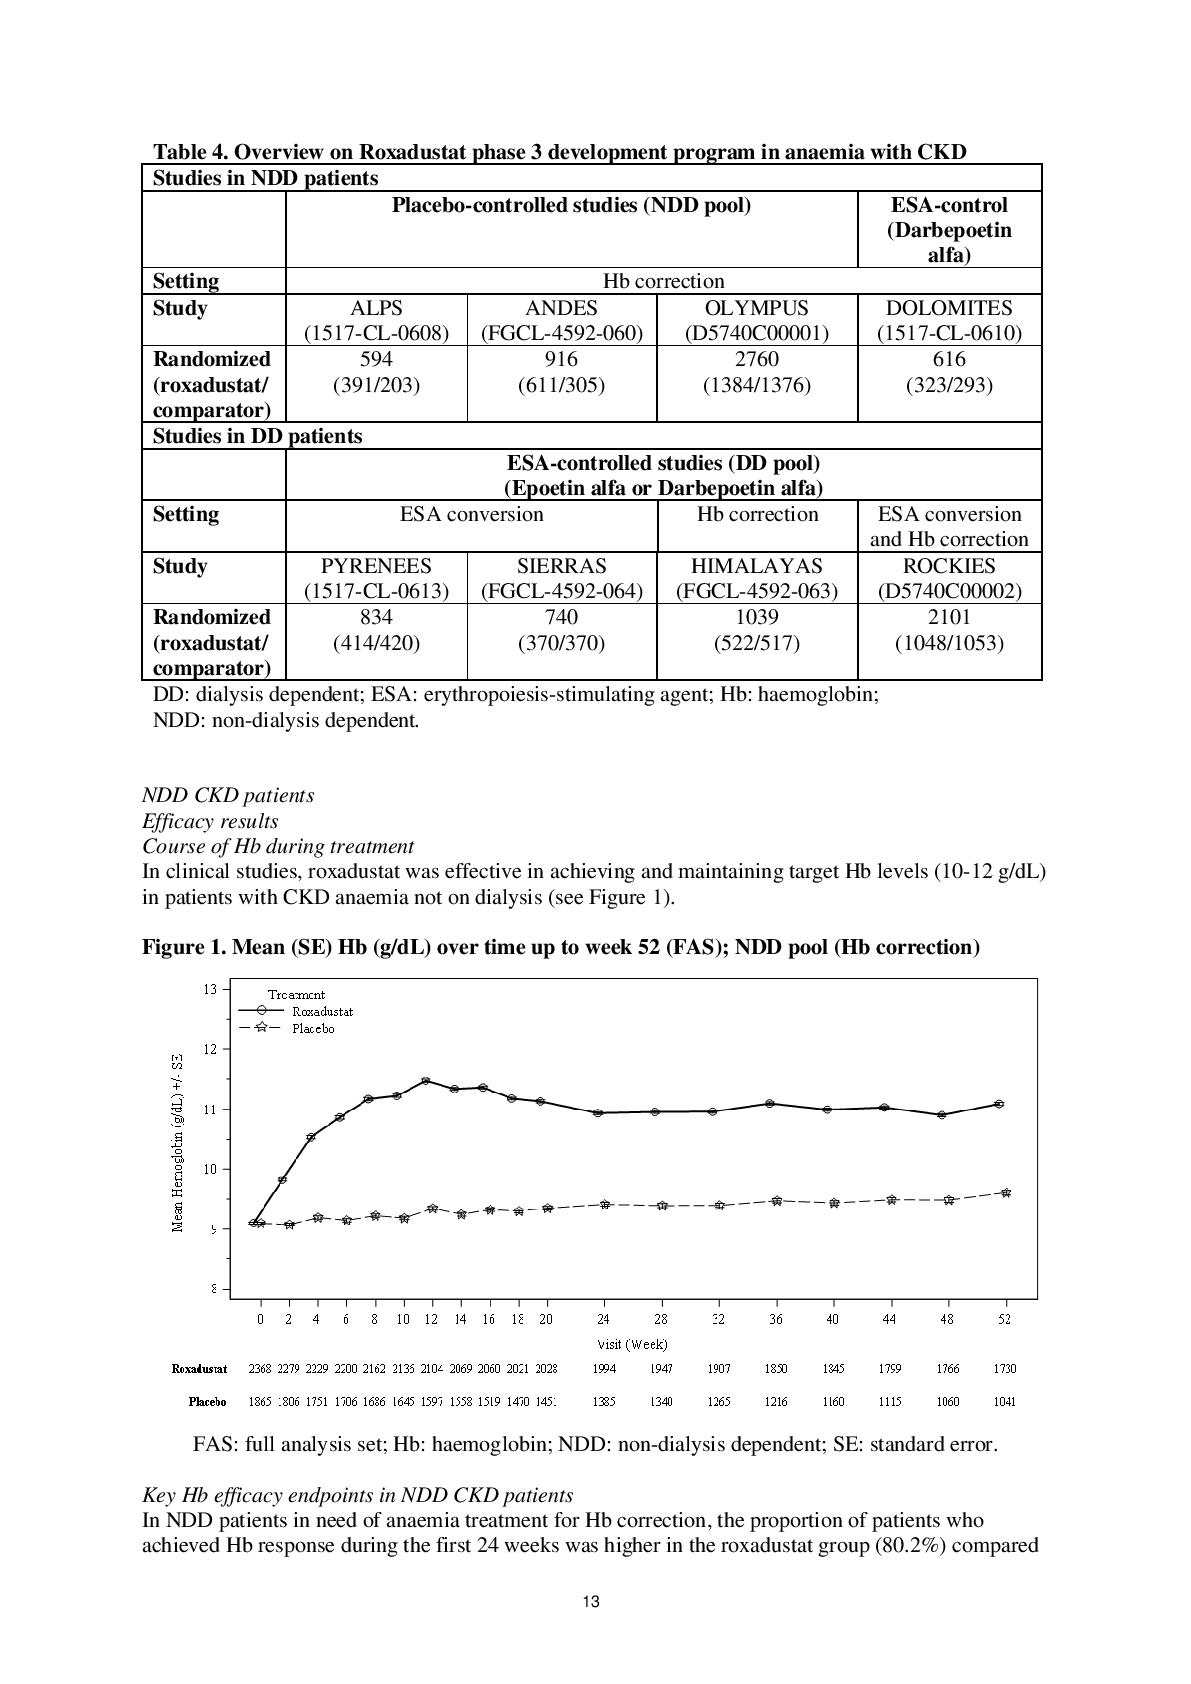 Table 4. Overview on Roxadustat phase 3 development program in anaemia with CKD
Studies in NDD patients
Placebo-controlled studies (NDD pool)
ESA-control
(Darbepoetin
alfa)
Setting
Hb correction
Study
ALPS
(1517-CL-0608)
ANDES
(FGCL-4592-060)
OLYMPUS
(D5740C00001)
DOLOMITES
(1517-CL-0610)
Randomized
(roxadustat/
comparator)
594
(391/203)
916
(611/305)
2760
(1384/1376)
616
(323/293)
Studies in DD patients
ESA-controlled studies (DD pool)
(Epoetin alfa or Darbepoetin alfa)
Setting
ESA conversion
Hb correction
ESA conversion
and Hb correction
Study
PYRENEES
(1517-CL-0613)
SIERRAS
(FGCL-4592-064)
HIMALAYAS
(FGCL-4592-063)
ROCKIES
(D5740C00002)
Randomized
(roxadustat/
comparator)
834
(414/420)
740
(370/370)
1039
(522/517)
2101
(1048/1053)
DD: dialysis dependent; ESA: erythropoiesis-stimulating agent; Hb: haemoglobin;
NDD: non-dialysis dependent.
NDD CKD patients
Efficacy results
Course of Hb during treatment
In clinical studies, roxadustat was effective in achieving and maintaining target Hb levels (10-12 g/dL)
in patients with CKD anaemia not on dialysis (see Figure 1).
Figure 1. Mean (SE) Hb (g/dL) over time up to week 52 (FAS); NDD pool (Hb correction)
Treatment
Roxadustat
Placebo
Mean Hemoglobin (g/dL) +/- SE
13
12
11
10
9
8
0 2 4 6 8 10 12 14 16 18 20 24 28 32 36 40 44 48 52
Visit (Week)
Roxadustat 2368 2279 2229 2200 2162 2135 2104 2069 2060 2021 2028 1994 1947 1907 1850 1845 1799 1766 1730
Placebo 1865 1806 1751 1706 1686 1645 1597 1558 1519 1470 1385 1340 1265 1216 1160 1115 1060 1041
FAS: full analysis set; Hb: haemoglobin; NDD: non-dialysis dependent; SE: standard error.
Key Hb efficacy endpoints in NDD CKD patients
In NDD patients in need of anaemia treatment for Hb correction, the proportion of patients who
achieved Hb response during the first 24 weeks was higher in the roxadustat group (80.2%) compared
13